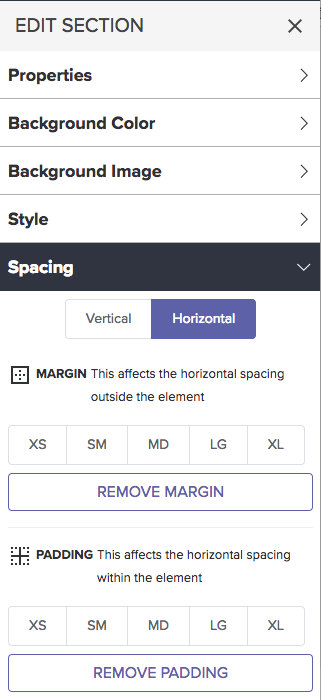 EDIT SECTION
Properties
Background Color
Background Image
Style
Spacing
Vertical Horizontal
MARGIN This affects the horizontal spacing
outside the element
XS SM MD LG XL
REMOVE MARGIN
PADDING This affects the horizontal spacing
within the element
XS SM MD LG XL
REMOVE PADDING